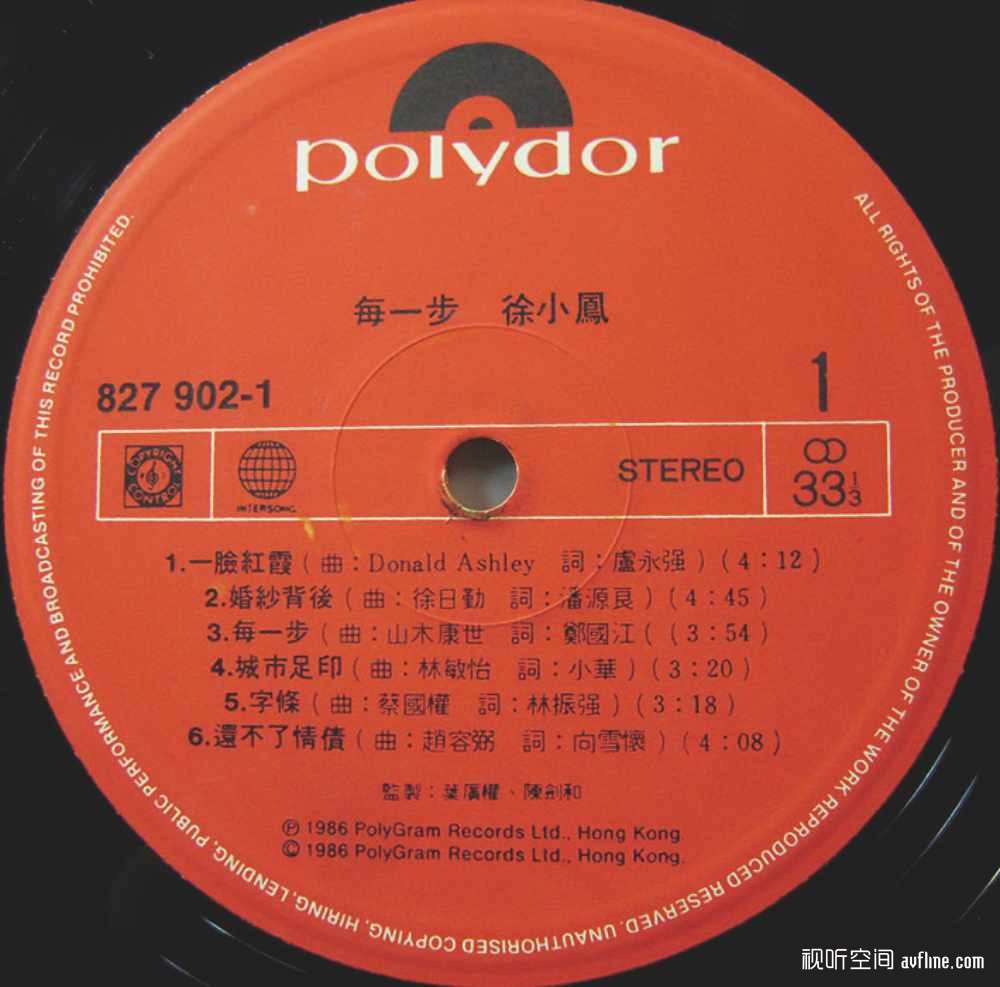 polydor
每一步 徐小鳳
827 902-1
1
COPYRIGHT CONTROL
INTERSONG
STEREO
33 1/3
1.一臉紅霞(曲:Donald Ashley 詞:盧永强)(4:12)
2.婚紗背後(曲:徐日勤 詞:潘源良)(4:45)
3.每一步(曲:山木康世 詞:鄭國江((3:54)
4.城市足印(曲:林敏怡 詞:小華)(3:20)
5.字條(曲:蔡國權 詞:林振强)(3:18)
6.還不了情債(曲:趙容弼 詞:向雪懷)(4:08)
監製:葉廣權、陳劍和
℗ 1986 PolyGram Records Ltd., Hong Kong.
© 1986 PolyGram Records Ltd., Hong Kong.
ALL RIGHTS OF THE PRODUCER AND OF THE OWNER OF THE WORK REPRODUCED RESERVED. UNAUTHORISED COPYING, HIRING, LENDING, PUBLIC PERFORMANCE AND BROADCASTING OF THIS RECORD PROHIBITED.
视听空间 avfline.com